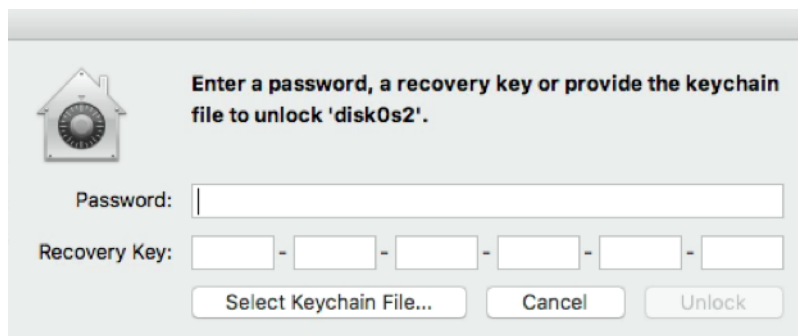 Enter a password, a recovery key or provide the keychain
file to unlock 'disk0s2'.
Password:
Recovery Key: - - - - -
Select Keychain File... Cancel Unlock